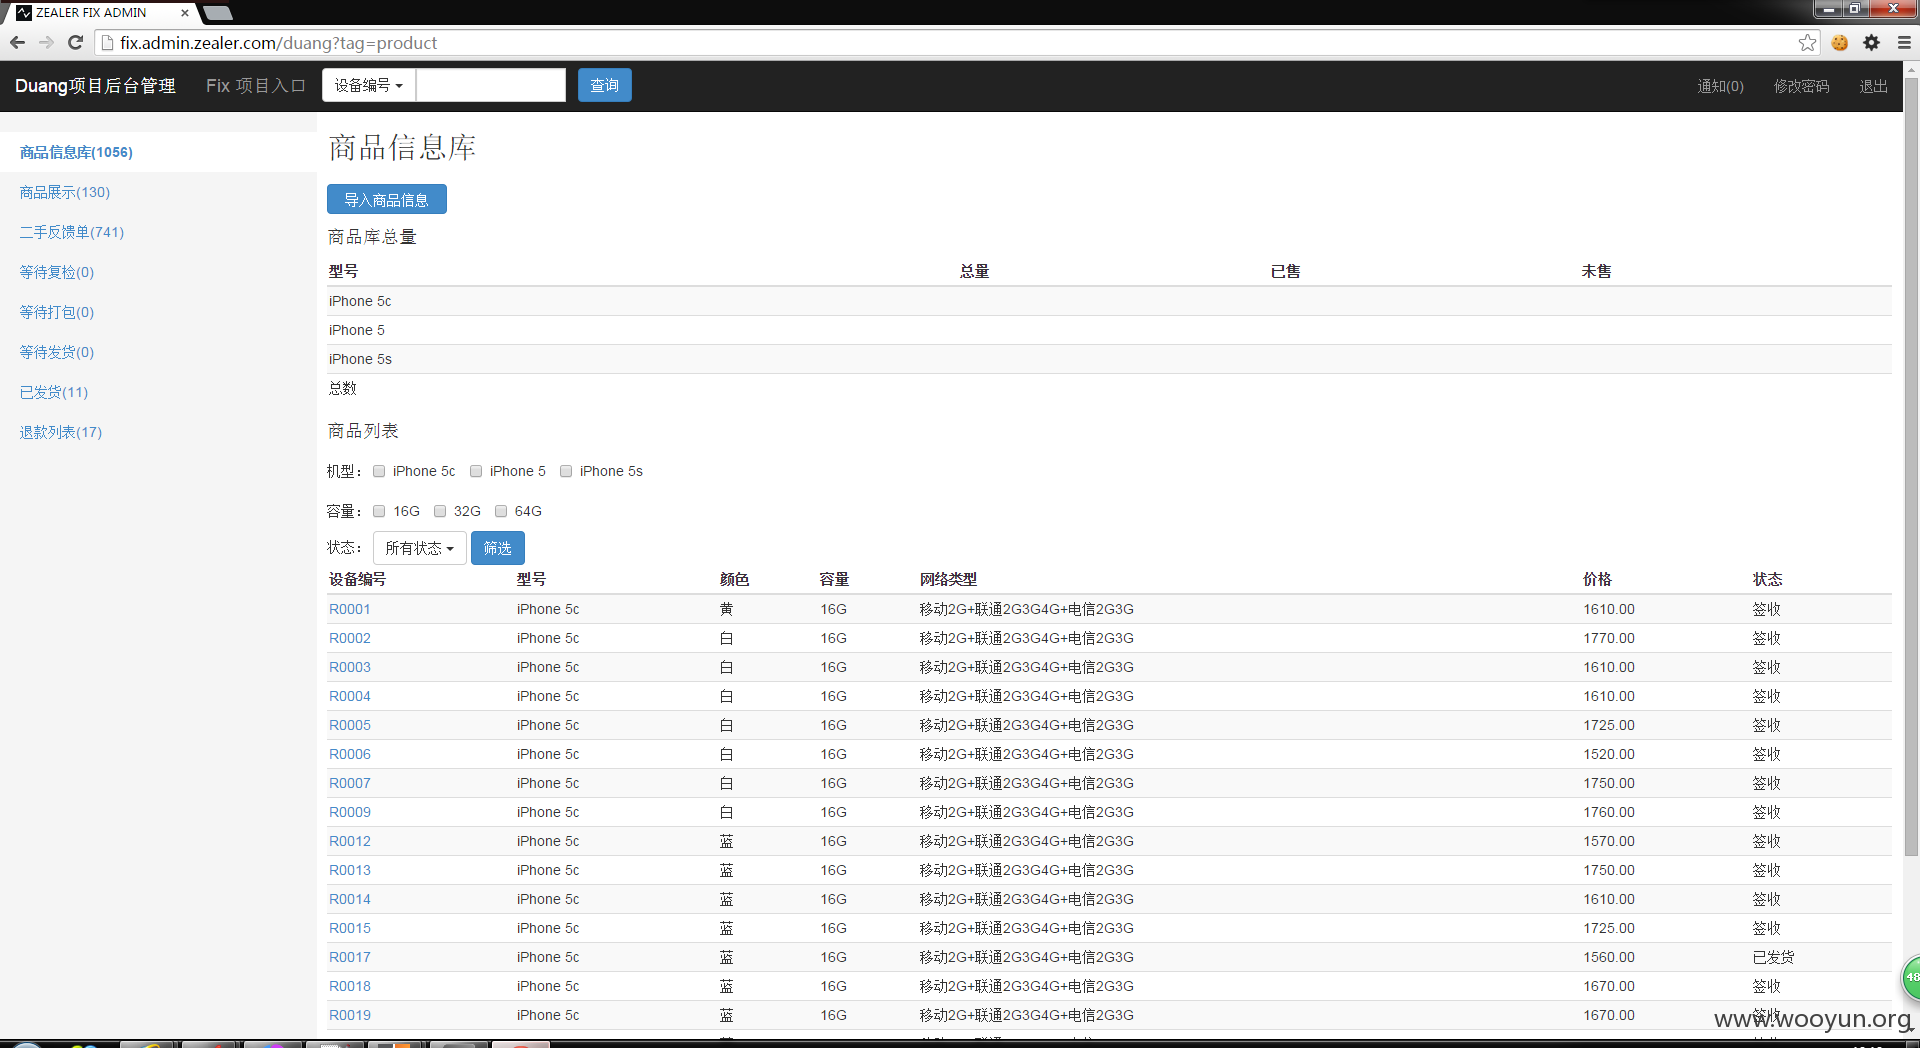 ZEALER FIX ADMIN
fix.admin.zealer.com/duang?tag=product
Duang项目后台管理 Fix 项目入口 设备编号 查询 通知(0) 修改密码 退出
商品信息库(1056)
商品展示(130)
二手反馈单(741)
等待复检(0)
等待打包(0)
等待发货(0)
已发货(11)
退款列表(17)
商品信息库
导入商品信息
商品库总量
型号 总量 已售 未售
iPhone 5c
iPhone 5
iPhone 5s
总数
商品列表
机型： iPhone 5c iPhone 5 iPhone 5s
容量： 16G 32G 64G
状态： 所有状态 筛选
设备编号 型号 颜色 容量 网络类型 价格 状态
R0001 iPhone 5c 黄 16G 移动2G+联通2G3G4G+电信2G3G 1610.00 签收
R0002 iPhone 5c 白 16G 移动2G+联通2G3G4G+电信2G3G 1770.00 签收
R0003 iPhone 5c 白 16G 移动2G+联通2G3G4G+电信2G3G 1610.00 签收
R0004 iPhone 5c 白 16G 移动2G+联通2G3G4G+电信2G3G 1610.00 签收
R0005 iPhone 5c 白 16G 移动2G+联通2G3G4G+电信2G3G 1725.00 签收
R0006 iPhone 5c 白 16G 移动2G+联通2G3G4G+电信2G3G 1520.00 签收
R0007 iPhone 5c 白 16G 移动2G+联通2G3G4G+电信2G3G 1750.00 签收
R0009 iPhone 5c 白 16G 移动2G+联通2G3G4G+电信2G3G 1760.00 签收
R0012 iPhone 5c 蓝 16G 移动2G+联通2G3G4G+电信2G3G 1570.00 签收
R0013 iPhone 5c 蓝 16G 移动2G+联通2G3G4G+电信2G3G 1750.00 签收
R0014 iPhone 5c 蓝 16G 移动2G+联通2G3G4G+电信2G3G 1610.00 签收
R0015 iPhone 5c 蓝 16G 移动2G+联通2G3G4G+电信2G3G 1725.00 签收
R0017 iPhone 5c 蓝 16G 移动2G+联通2G3G4G+电信2G3G 1560.00 已发货
R0018 iPhone 5c 蓝 16G 移动2G+联通2G3G4G+电信2G3G 1670.00 签收
R0019 iPhone 5c 蓝 16G 移动2G+联通2G3G4G+电信2G3G 1670.00 签收
48
www.wooyun.org